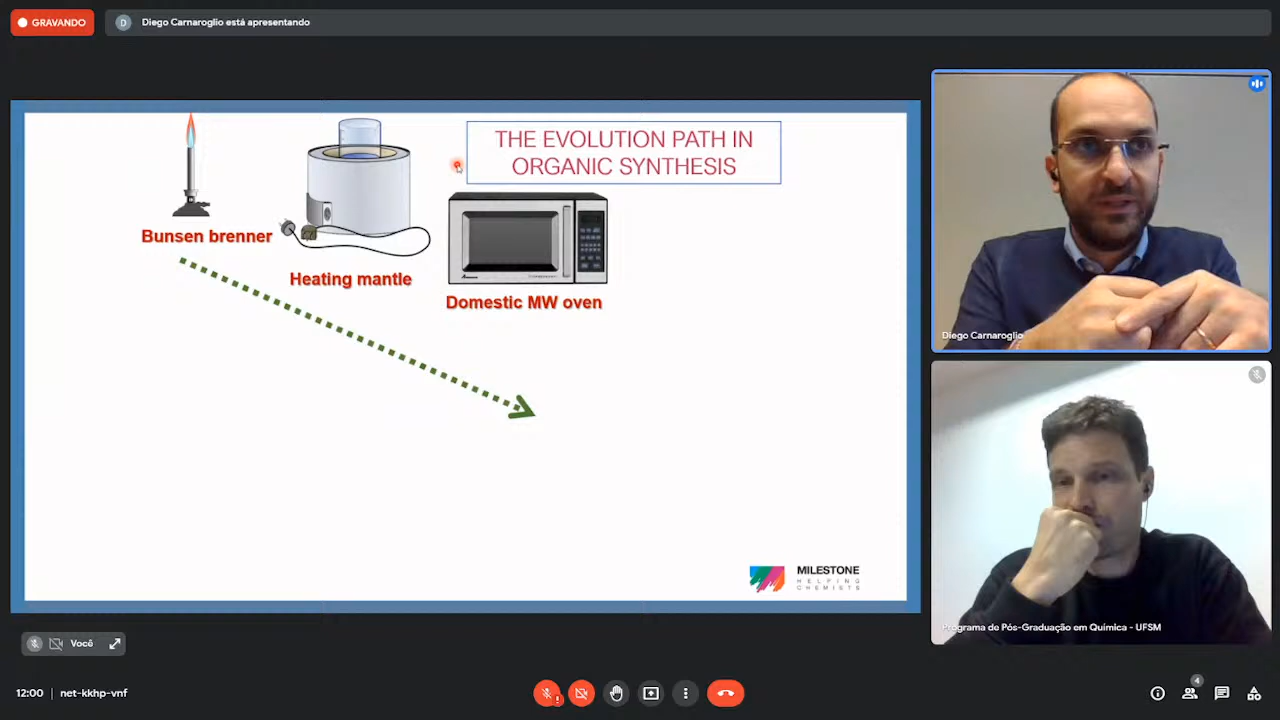 GRAVANDO
D
Diego Carnaroglio está apresentando
THE EVOLUTION PATH IN
ORGANIC SYNTHESIS
Bunsen brenner
Heating mantle
Domestic MW oven
MILESTONE
HELPING
CHEMISTS
Diego Carnaroglio
Programa de Pós-Graduação em Química - UFSM
Você
12:00
net-kkhp-vnf
4